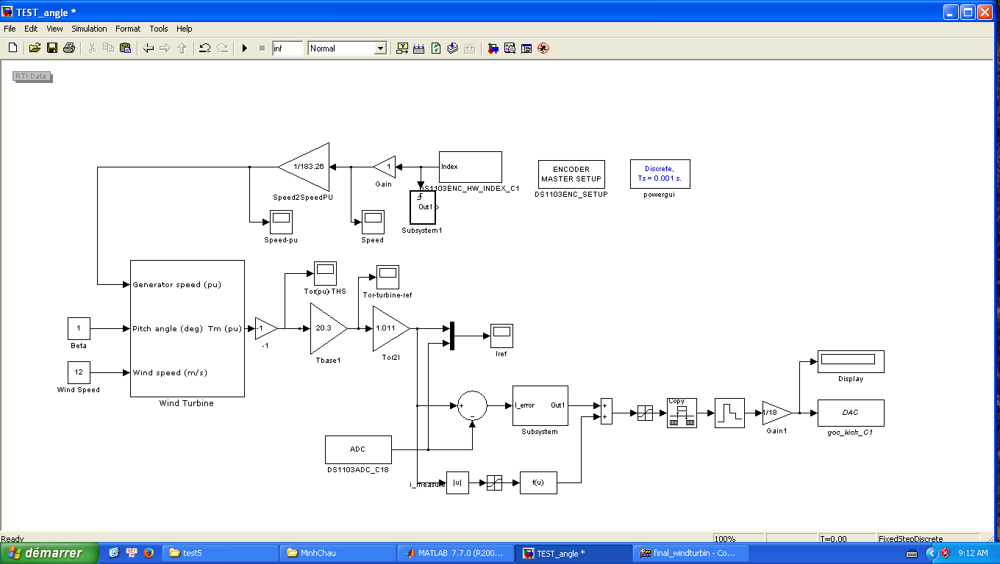 TEST_angle *
File Edit View Simulation Format Tools Help
inf Normal
RTI Data
1/183.26
Speed2SpeedPU
1
Gain
Index
DS1103ENC_HW_INDEX_C1
ENCODER
MASTER SETUP
DS1103ENC_SETUP
Discrete,
Ts = 0.001 s.
powergui
Out1
Subsystem1
Speed-pu
Speed
Generator speed (pu)
Pitch angle (deg) Tm (pu)
Wind speed (m/s)
Wind Turbine
1
Beta
12
Wind Speed
-1
-1
Tor(pu)-THS
20.3
Tbase1
Tor-turbine-ref
1.011
Tor2I
Iref
I_error Out1
Subsystem
ADC
DS1103ADC_C18
i_measure
|u|
f(u)
+
-
+
+
Copy
1/18
Gain1
Display
DAC
goc_kich_C1
Ready 100% T=0.00 FixedStepDiscrete
démarrer test5 MinhChau MATLAB 7.7.0 (R200... TEST_angle * final_windturbin - Co... 9:12 AM